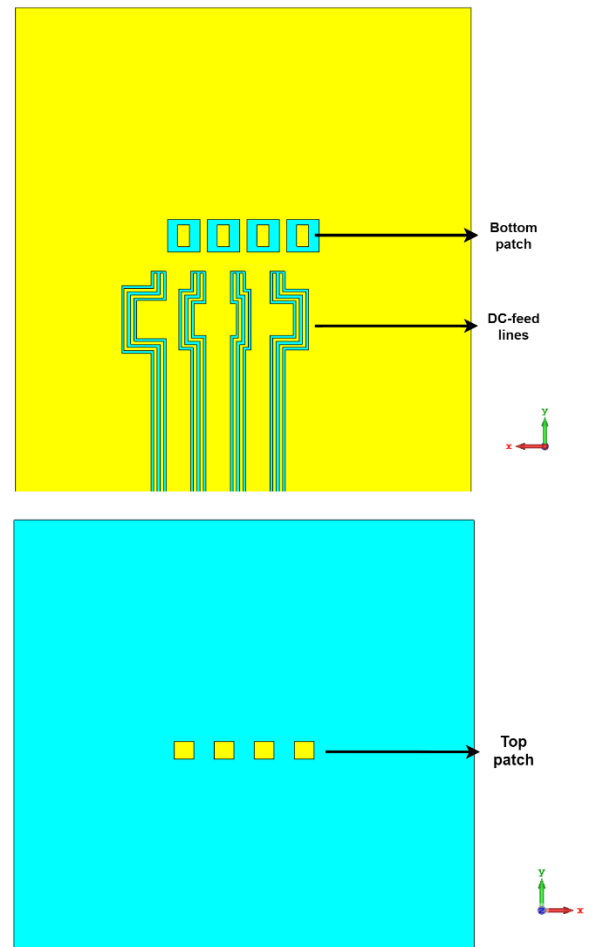 Bottom
patch
DC-feed
lines
y
x
Top
patch
y
z
x